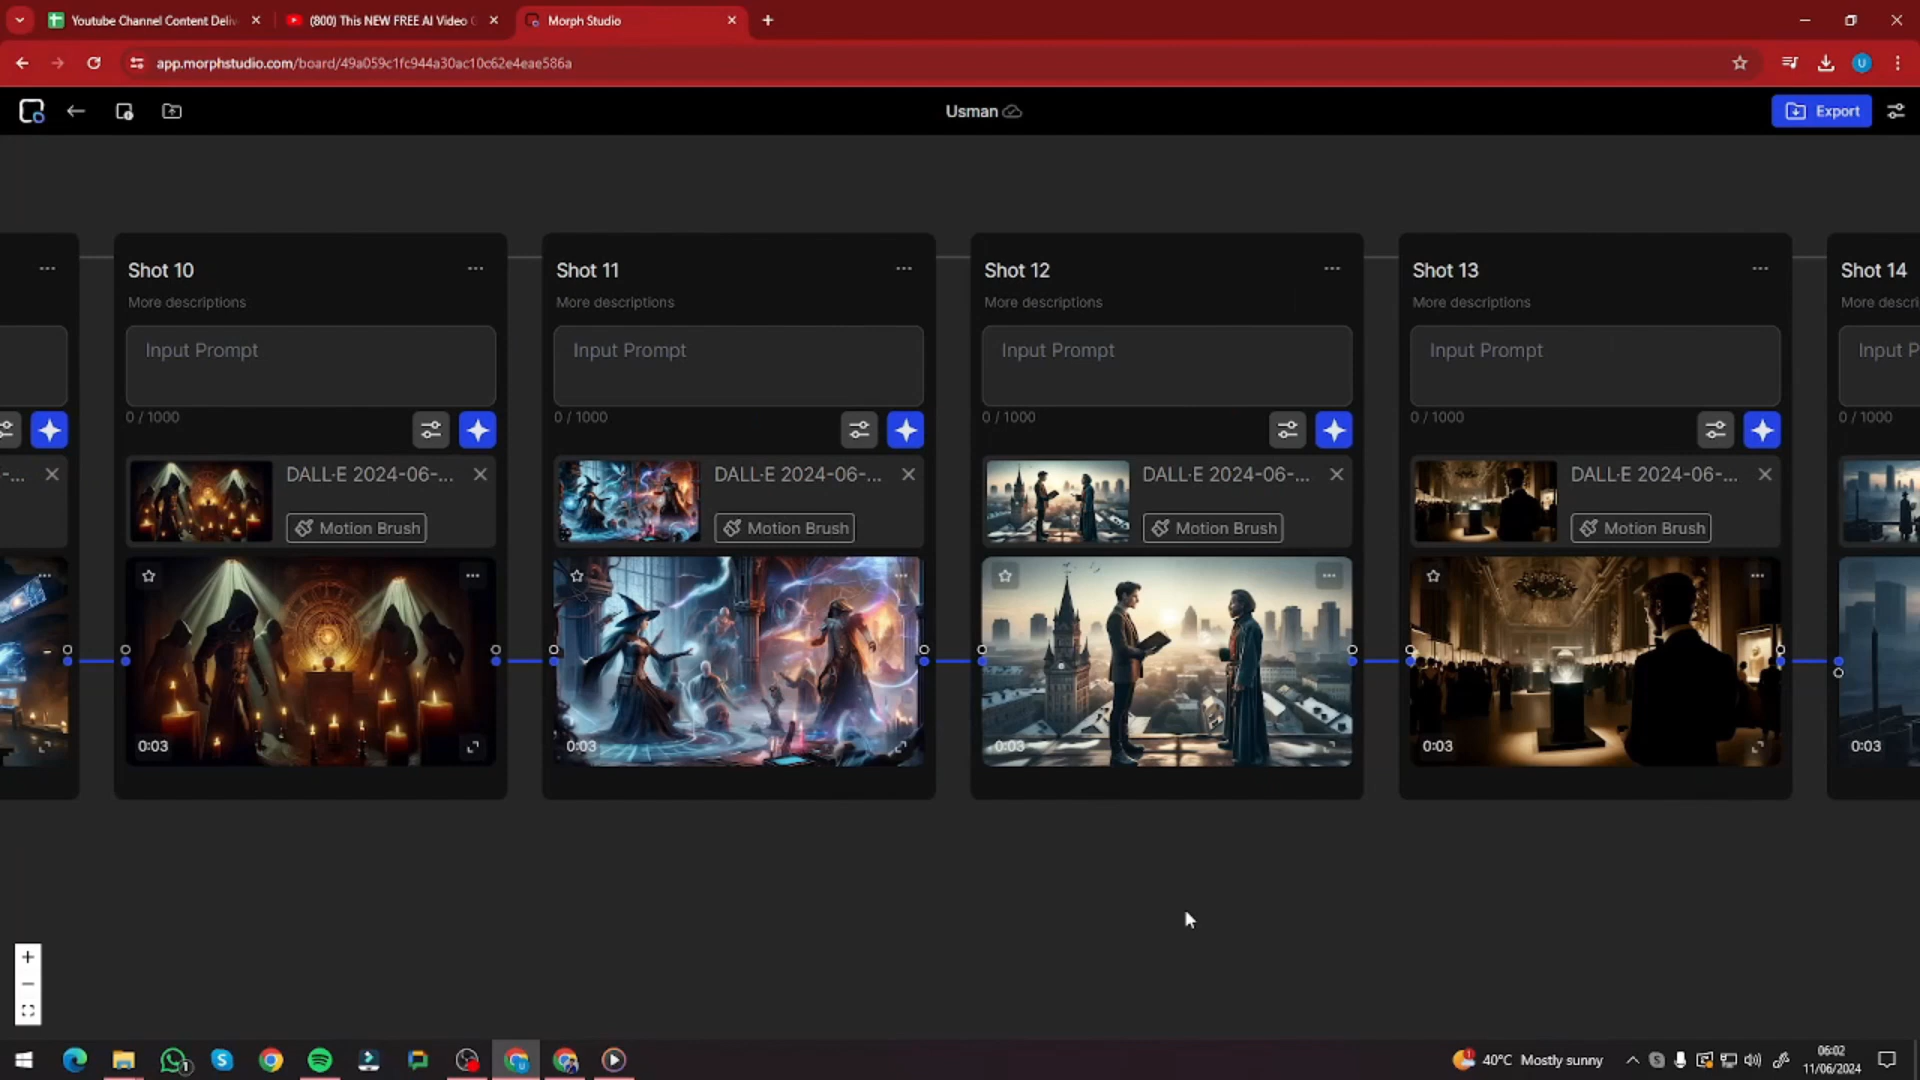 Youtube Channel Content Deliv
(800) This NEW FREE AI Video G
Morph Studio
app.morphstudio.com/board/49a059c1fc944a30ac10c62e4eae586a
U
Usman
Export
Shot 10
More descriptions
Input Prompt
0 / 1000
DALL·E 2024-06-...
Motion Brush
0:03
Shot 11
More descriptions
Input Prompt
0 / 1000
DALL·E 2024-06-...
Motion Brush
0:03
Shot 12
More descriptions
Input Prompt
0 / 1000
DALL·E 2024-06-...
Motion Brush
0:03
Shot 13
More descriptions
Input Prompt
0 / 1000
DALL·E 2024-06-...
Motion Brush
0:03
Shot 14
More descri
Input P
0 / 1000
0:03
40°C Mostly sunny
06:02
11/06/2024